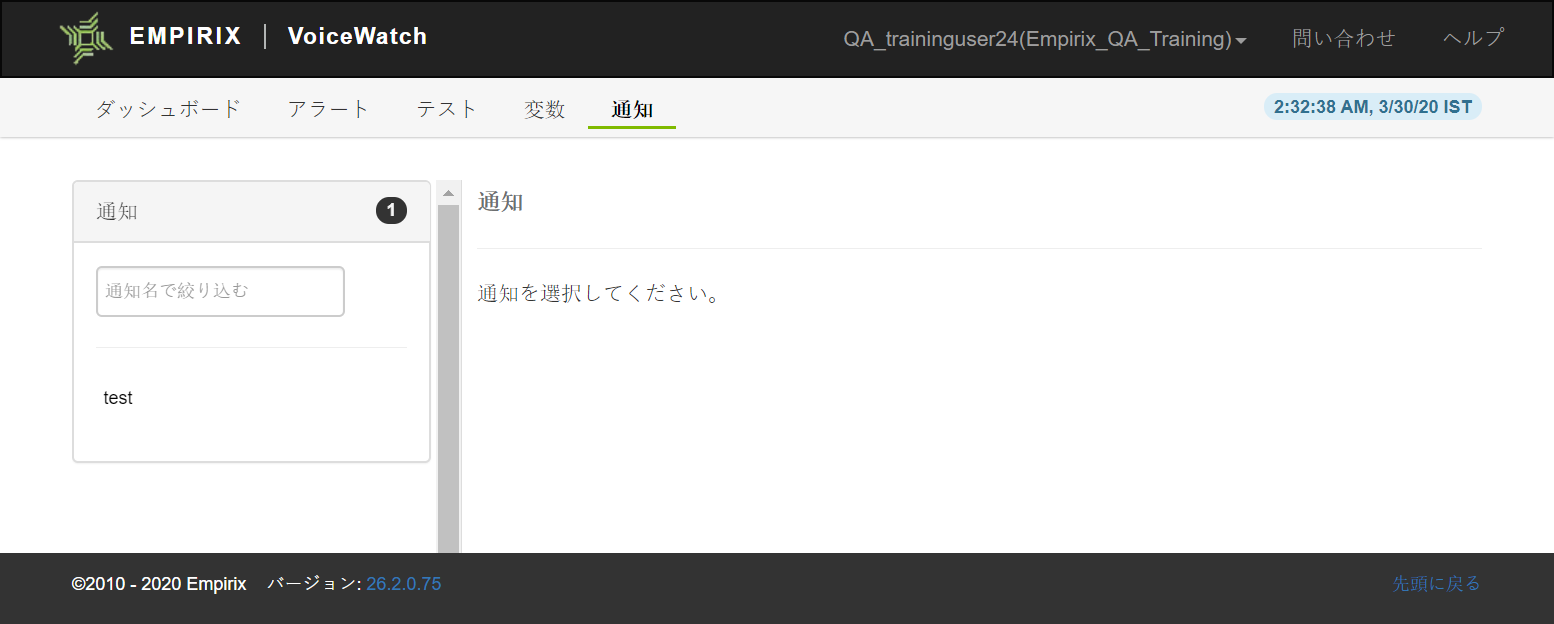 EMPIRIX | VoiceWatch
QA_traininguser24(Empirix_QA_Training)
問い合わせ
ヘルプ
ダッシュボード
アラート
テスト
変数
通知
2:32:38 AM, 3/30/20 IST
通知
1
通知名で絞り込む
test
通知
通知を選択してください。
©2010 - 2020 Empirix バージョン: 26.2.0.75
先頭に戻る